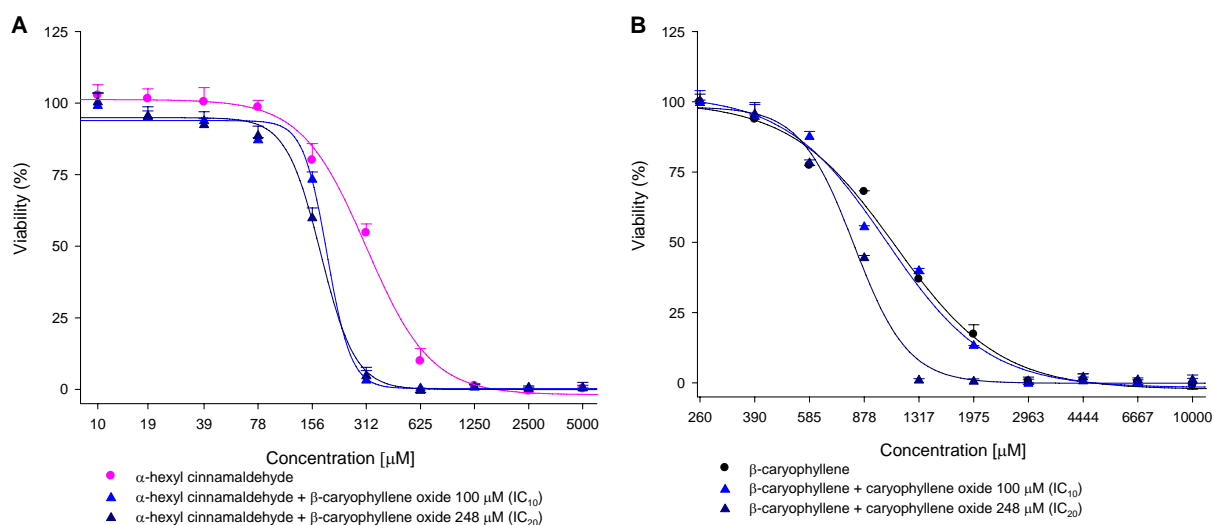 A
125
100
75
50
25
0
Viability (%)
10 19 39 78 156 312 625 1250 2500 5000
Concentration [μM]
α-hexyl cinnamaldehyde
α-hexyl cinnamaldehyde + β-caryophyllene oxide 100 μM (IC10)
α-hexyl cinnamaldehyde + β-caryophyllene oxide 248 μM (IC20)
B
125
100
75
50
25
0
Viability (%)
260 390 585 878 1317 1975 2963 4444 6667 10000
Concentration [μM]
β-caryophyllene
β-caryophyllene + caryophyllene oxide 100 μM (IC10)
β-caryophyllene + caryophyllene oxide 248 μM (IC20)